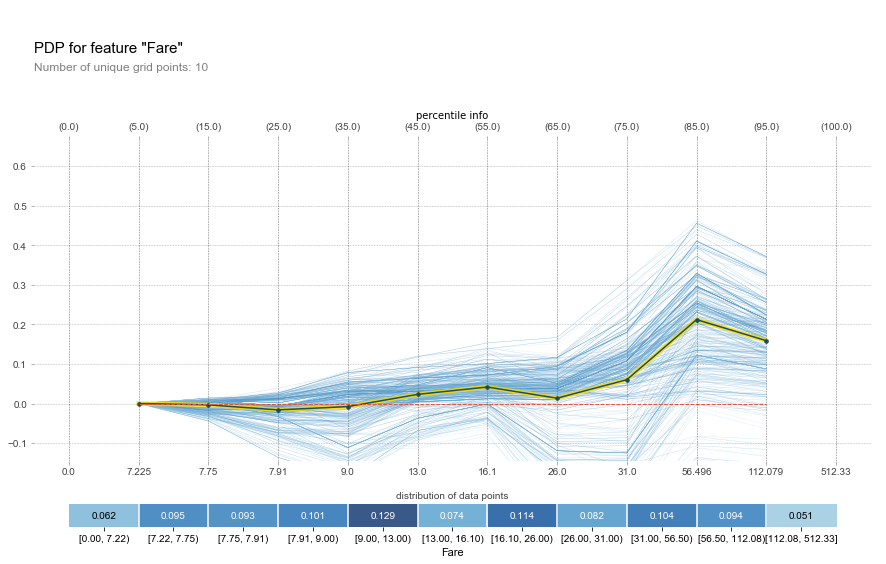 PDP for feature "Fare"
Number of unique grid points: 10
percentile info
(0.0) (5.0) (15.0) (25.0) (35.0) (45.0) (55.0) (65.0) (75.0) (85.0) (95.0) (100.0)
0.6
0.5
0.4
0.3
0.2
0.1
0.0
−0.1
0.0 7.225 7.75 7.91 9.0 13.0 16.1 26.0 31.0 56.496 112.079 512.33
distribution of data points
0.062 0.095 0.093 0.101 0.129 0.074 0.114 0.082 0.104 0.094 0.051
[0.00, 7.22) [7.22, 7.75) [7.75, 7.91) [7.91, 9.00) [9.00, 13.00) [13.00, 16.10) [16.10, 26.00) [26.00, 31.00) [31.00, 56.50) [56.50, 112.08) [112.08, 512.33]
Fare